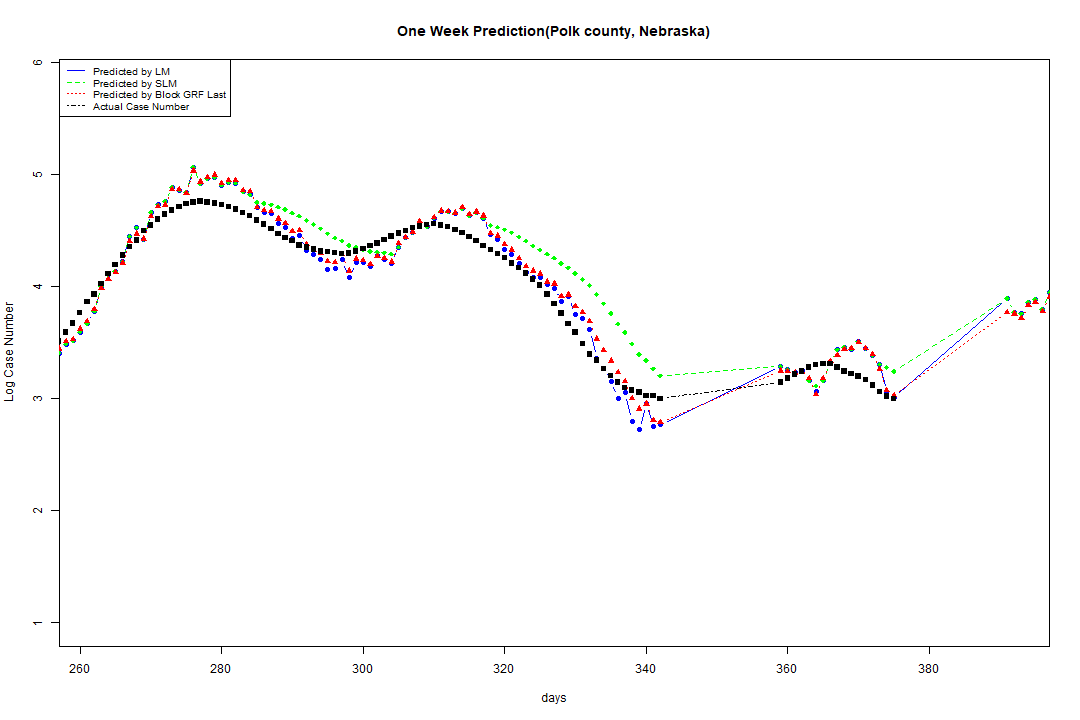 One Week Prediction(Polk county, Nebraska)
Predicted by LM
Predicted by SLM
Predicted by Block GRF Last
Actual Case Number
6
5
4
3
2
1
Log Case Number
260 280 300 320 340 360 380
days